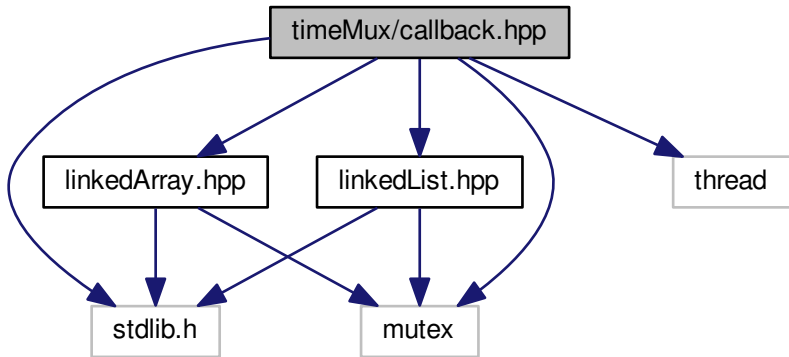 timeMux/callback.hpp
linkedArray.hpp
linkedList.hpp
thread
stdlib.h
mutex